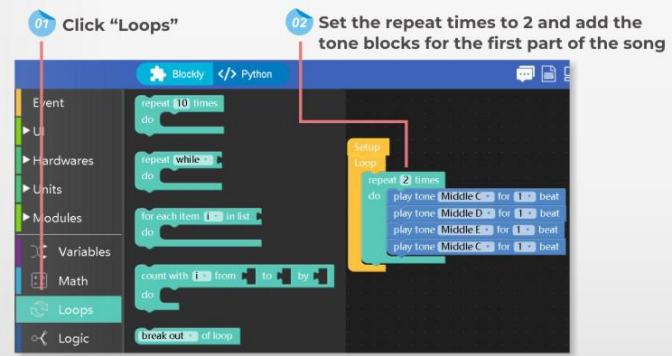 01 Click “Loops”
02 Set the repeat times to 2 and add the
tone blocks for the first part of the song
Blockly </> Python
Event
UI
Hardwares
Units
Modules
Variables
Math
Loops
Logic
repeat 10 times
do
repeat while
do
for each item i in list
do
count with i from to by
do
break out of loop
Setup
Loop
repeat 2 times
do play tone Middle C for 1 beat
play tone Middle D for 1 beat
play tone Middle E for 1 beat
play tone Middle C for 1 beat